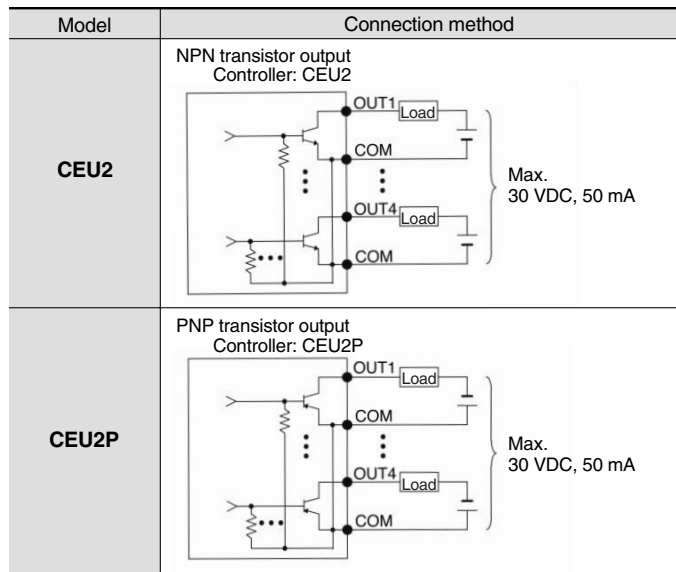 Model
Connection method
CEU2
NPN transistor output
Controller: CEU2
OUT1
Load
COM
OUT4
Load
COM
Max.
30 VDC, 50 mA
CEU2P
PNP transistor output
Controller: CEU2P
OUT1
Load
COM
OUT4
Load
COM
Max.
30 VDC, 50 mA